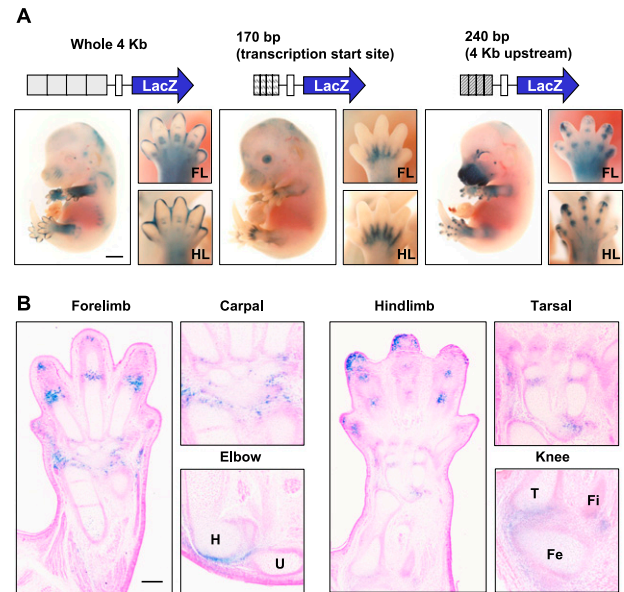 A
Whole 4 Kb
170 bp
(transcription start site)
240 bp
(4 Kb upstream)
LacZ
LacZ
LacZ
FL
FL
FL
HL
HL
HL
B
Forelimb
Carpal
Hindlimb
Tarsal
Elbow
Knee
H
U
T
Fi
Fe